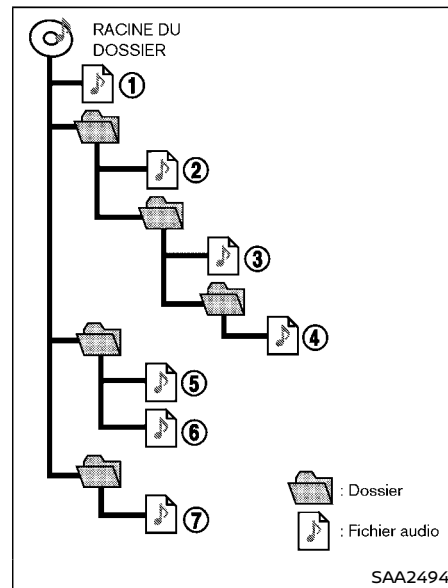 RACINE DU
DOSSIER
①
②
③
④
⑤
⑥
⑦
: Dossier
: Fichier audio
SAA2494